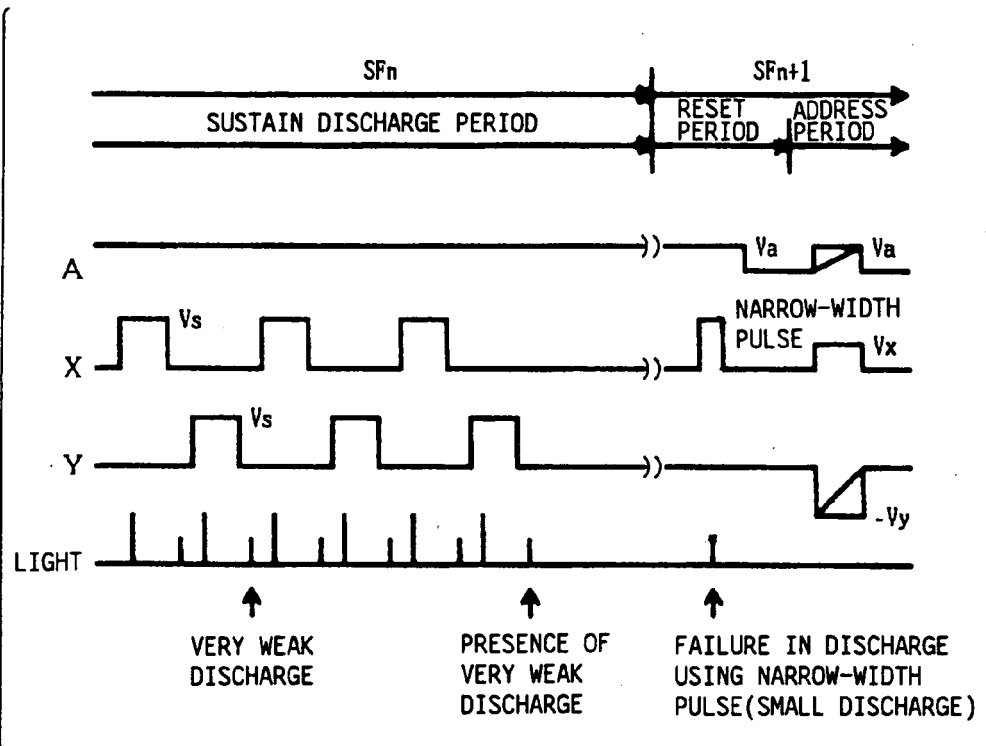 SFn
SFn+1
SUSTAIN DISCHARGE PERIOD
RESET
PERIOD
ADDRESS
PERIOD
A
Va
Va
X
Vs
NARROW-WIDTH
PULSE
Vx
Y
Vs
-Vy
LIGHT
VERY WEAK
DISCHARGE
PRESENCE OF
VERY WEAK
DISCHARGE
FAILURE IN DISCHARGE
USING NARROW-WIDTH
PULSE(SMALL DISCHARGE)